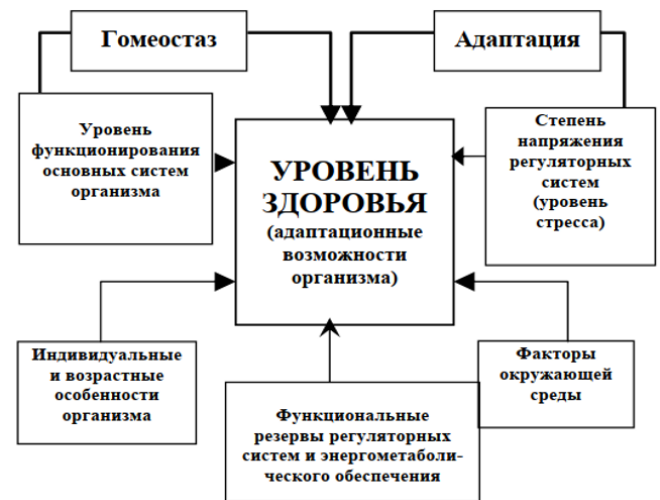 Гомеостаз
Адаптация
Уровень
функционирования
основных систем
организма
УРОВЕНЬ
ЗДОРОВЬЯ
(адаптационные
возможности
организма)
Степень
напряжения
регуляторных
систем
(уровень
стресса)
Индивидуальные
и возрастные
особенности
организма
Функциональные
резервы регуляторных
систем и энергометаболи-
ческого обеспечения
Факторы
окружающей
среды